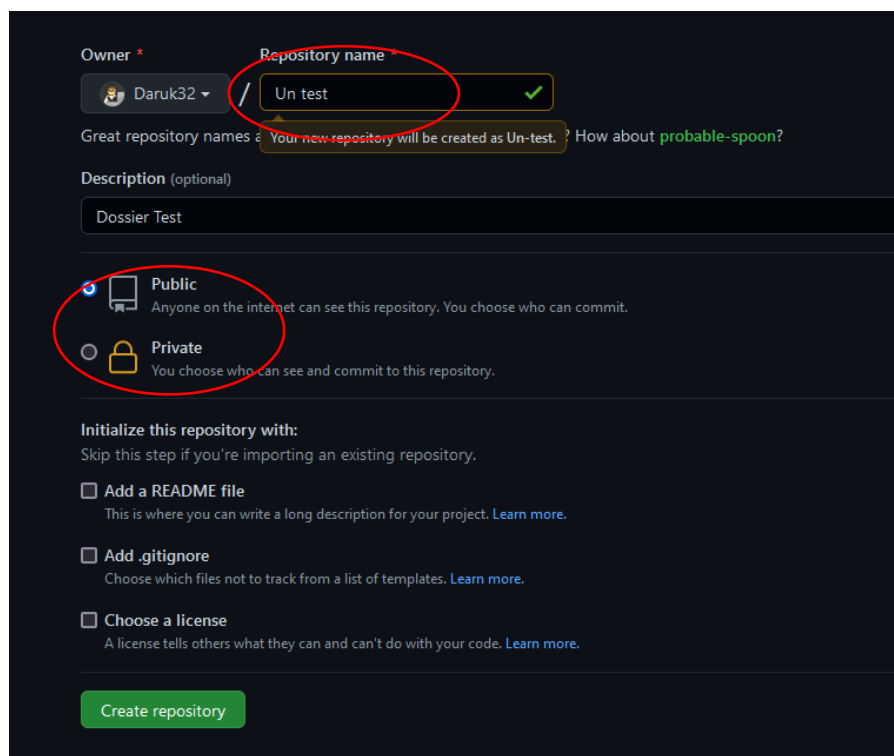 Owner * Repository name *
Daruk32 / Un test
Great repository names a ? How about probable-spoon?
Your new repository will be created as Un-test.
Description (optional)
Dossier Test
Public
Anyone on the internet can see this repository. You choose who can commit.
Private
You choose who can see and commit to this repository.
Initialize this repository with:
Skip this step if you're importing an existing repository.
Add a README file
This is where you can write a long description for your project. Learn more.
Add .gitignore
Choose which files not to track from a list of templates. Learn more.
Choose a license
A license tells others what they can and can't do with your code. Learn more.
Create repository